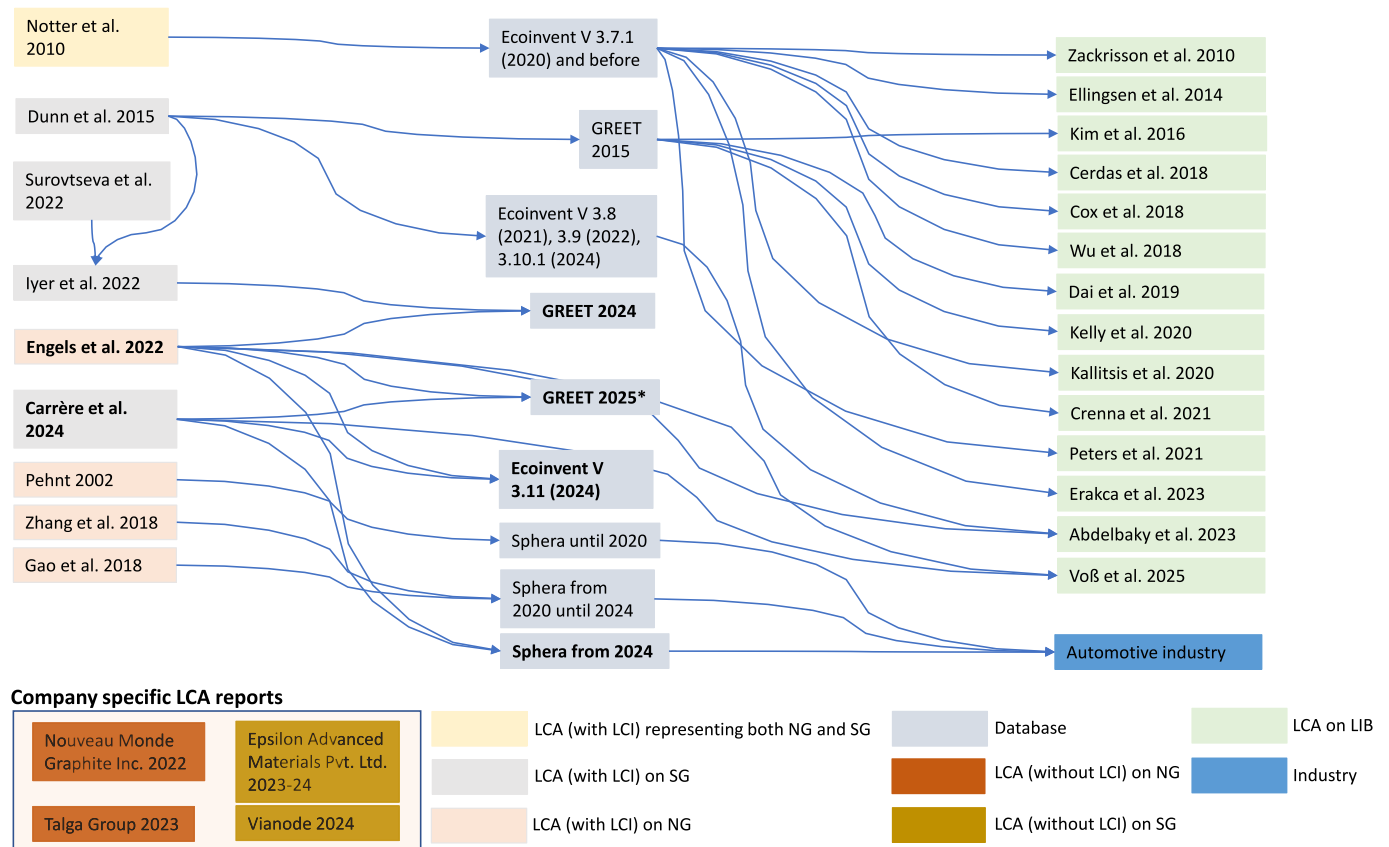 Notter et al.
2010
Dunn et al. 2015
Surovtseva et al.
2022
Iyer et al. 2022
Engels et al. 2022
Carrère et al.
2024
Pehnt 2002
Zhang et al. 2018
Gao et al. 2018
Ecoinvent V 3.7.1
(2020) and before
GREET
2015
Ecoinvent V 3.8
(2021), 3.9 (2022),
3.10.1 (2024)
GREET 2024
GREET 2025*
Ecoinvent V
3.11 (2024)
Sphera until 2020
Sphera from
2020 until 2024
Sphera from 2024
Zackrisson et al. 2010
Ellingsen et al. 2014
Kim et al. 2016
Cerdas et al. 2018
Cox et al. 2018
Wu et al. 2018
Dai et al. 2019
Kelly et al. 2020
Kallitsis et al. 2020
Crenna et al. 2021
Peters et al. 2021
Erakca et al. 2023
Abdelbaky et al. 2023
Voß et al. 2025
Automotive industry
Company specific LCA reports
Nouveau Monde
Graphite Inc. 2022
Talga Group 2023
Epsilon Advanced
Materials Pvt. Ltd.
2023-24
Vianode 2024
LCA (with LCI) representing both NG and SG
LCA (with LCI) on SG
LCA (with LCI) on NG
Database
LCA (without LCI) on NG
LCA (without LCI) on SG
LCA on LIB
Industry